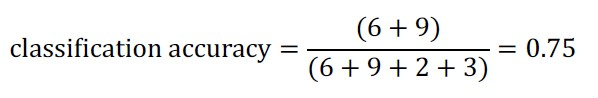 classification accuracy = (6 + 9) / (6 + 9 + 2 + 3) = 0.75